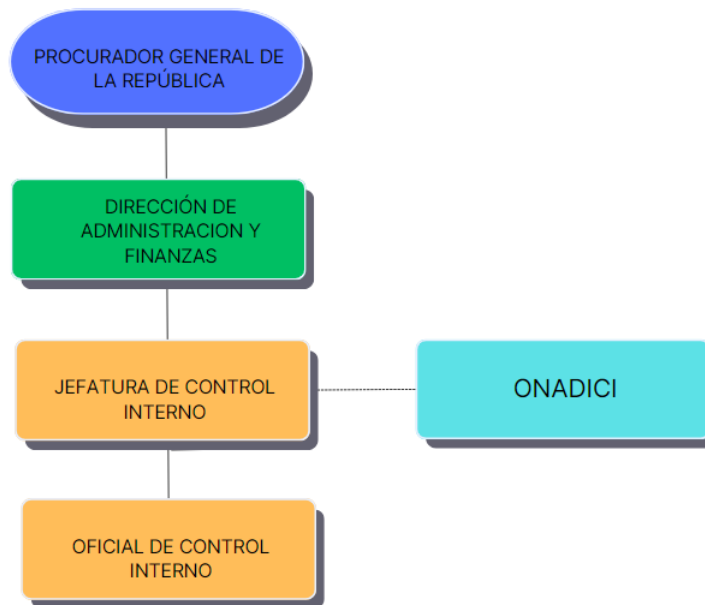 PROCURADOR GENERAL DE
LA REPÚBLICA
DIRECCIÓN DE
ADMINISTRACION Y
FINANZAS
JEFATURA DE CONTROL
INTERNO
ONADICI
OFICIAL DE CONTROL
INTERNO